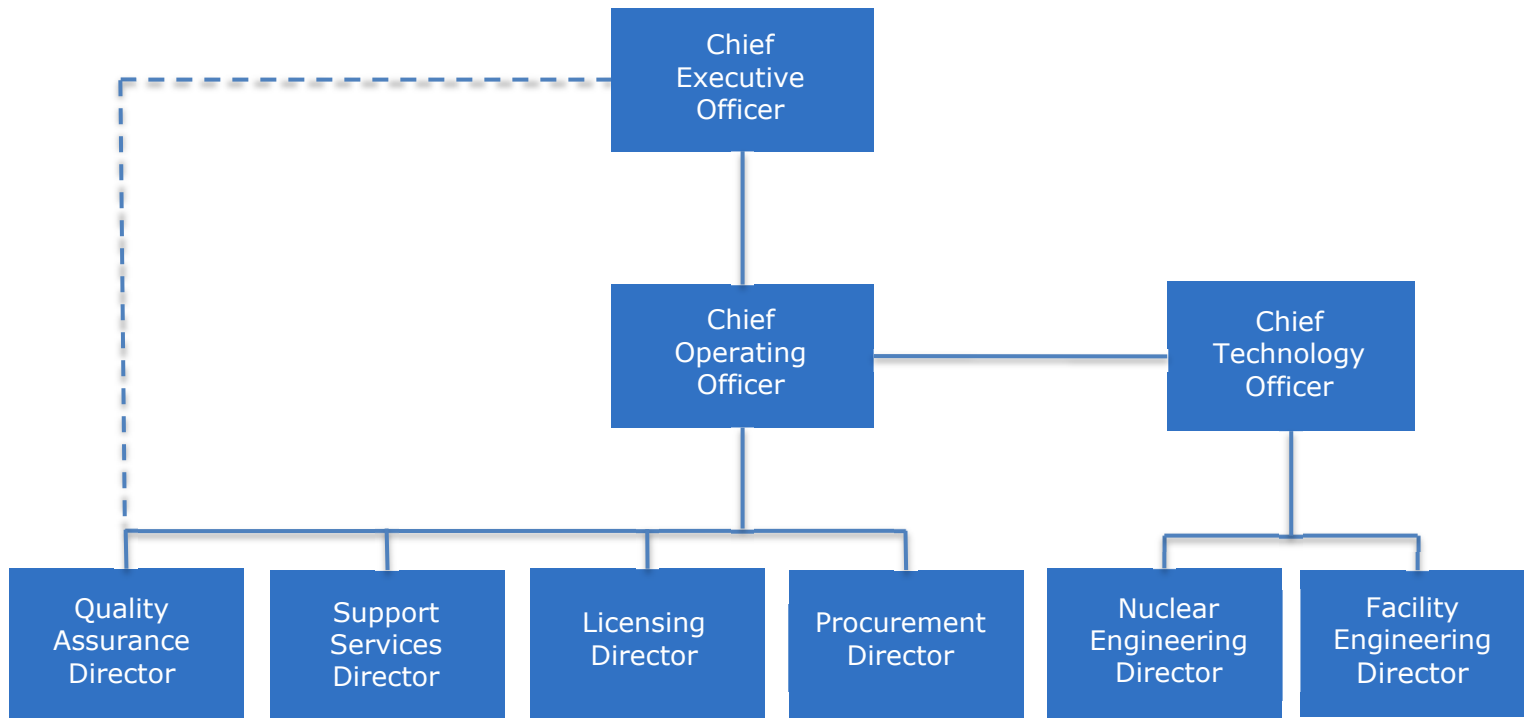 Chief
Executive
Officer
Chief
Operating
Officer
Chief
Technology
Officer
Quality
Assurance
Director
Support
Services
Director
Licensing
Director
Procurement
Director
Nuclear
Engineering
Director
Facility
Engineering
Director